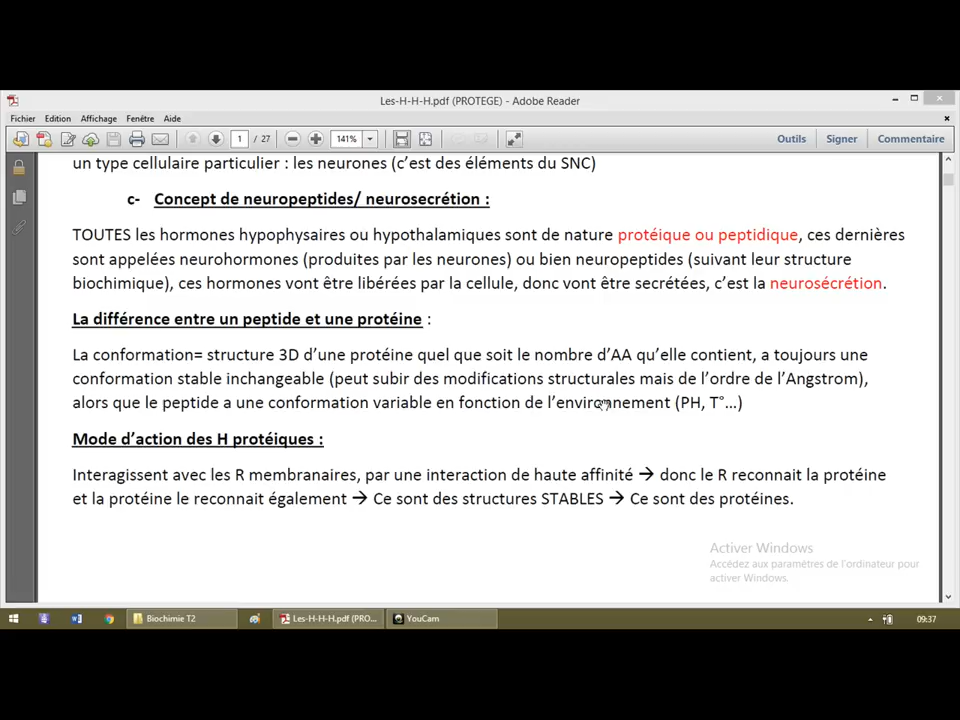 Les-H-H-H.pdf (PROTEGE) - Adobe Reader
Fichier Edition Affichage Fenêtre Aide
1 / 27 141% Outils Signer Commentaire
un type cellulaire particulier : les neurones (c’est des éléments du SNC)
c- Concept de neuropeptides/ neurosecrétion :
TOUTES les hormones hypophysaires ou hypothalamiques sont de nature protéique ou peptidique, ces dernières
sont appelées neurohormones (produites par les neurones) ou bien neuropeptides (suivant leur structure
biochimique), ces hormones vont être libérées par la cellule, donc vont être secrétées, c’est la neurosécrétion.
La différence entre un peptide et une protéine :
La conformation= structure 3D d’une protéine quel que soit le nombre d’AA qu’elle contient, a toujours une
conformation stable inchangeable (peut subir des modifications structurales mais de l’ordre de l’Angstrom),
alors que le peptide a une conformation variable en fonction de l’environnement (PH, T°...)
Mode d’action des H protéiques :
Interagissent avec les R membranaires, par une interaction de haute affinité → donc le R reconnait la protéine
et la protéine le reconnait également → Ce sont des structures STABLES → Ce sont des protéines.
Activer Windows
Accédez aux paramètres de l'ordinateur pour
activer Windows.
Biochimie T2 Les-H-H-H.pdf (PRO... YouCam 09:37